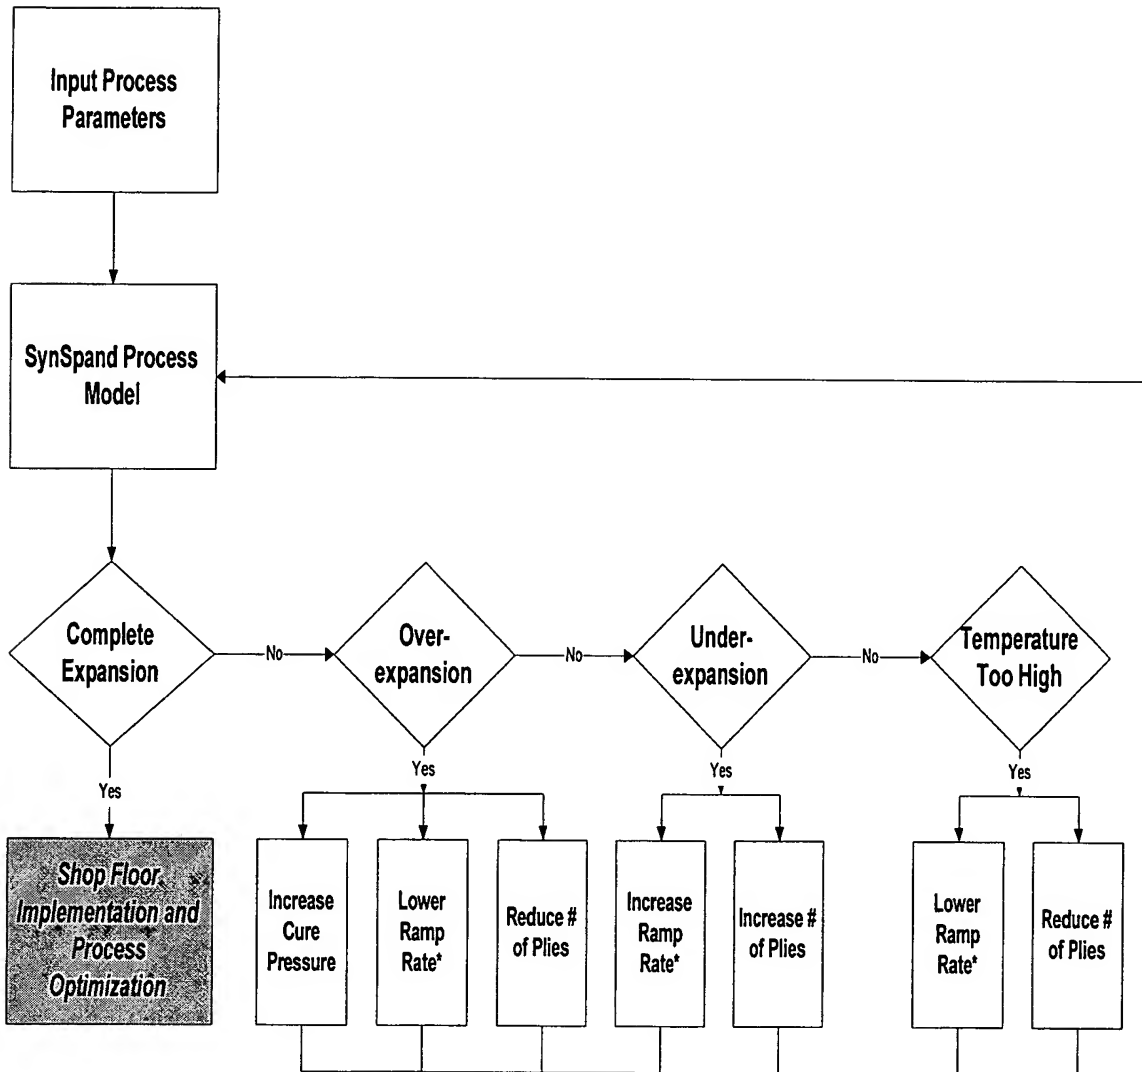 Input Process
Parameters
SynSpand Process
Model
Complete
Expansion
No
Over-
expansion
No
Under-
expansion
No
Temperature
Too High
Yes
Yes
Yes
Yes
Shop Floor
Implementation and
Process
Optimization
Increase
Cure
Pressure
Lower
Ramp
Rate*
Reduce #
of Plies
Increase
Ramp
Rate*
Increase #
of Plies
Lower
Ramp
Rate*
Reduce #
of Plies